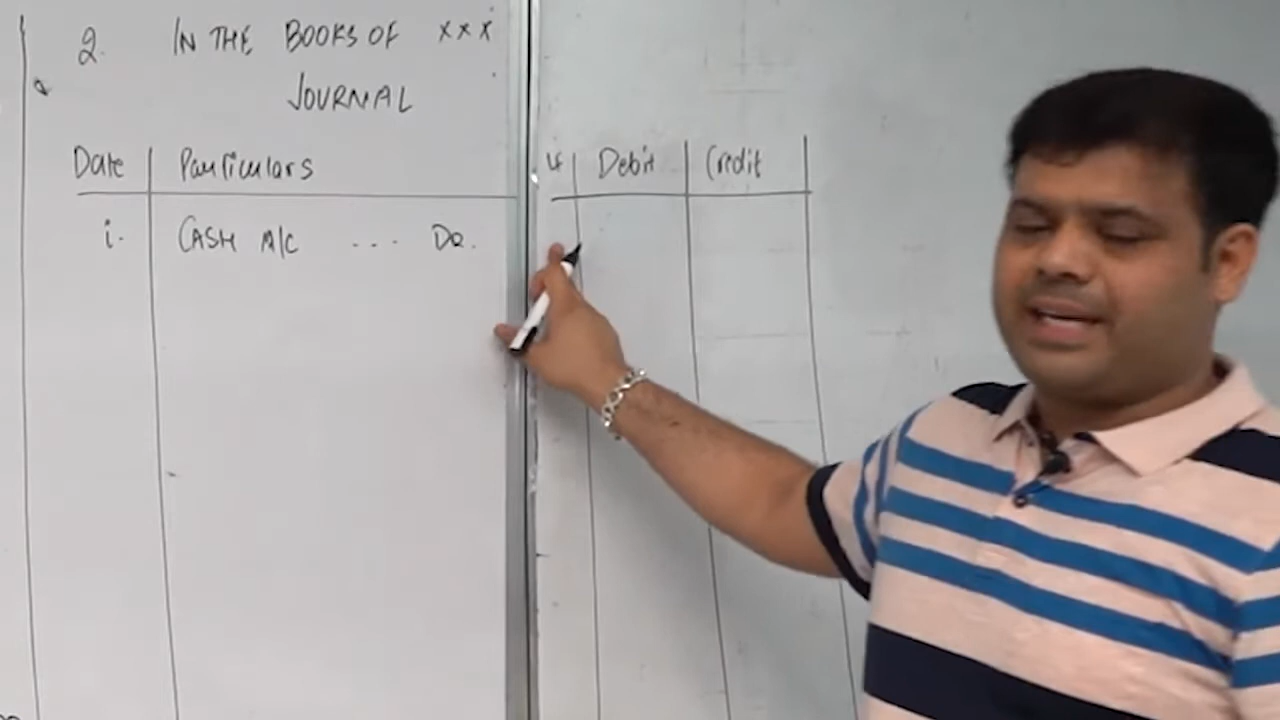 2. IN THE BOOKS OF xxx
JOURNAL
Date Particulars LF Debit Credit
i. CASH A/C ... DR.